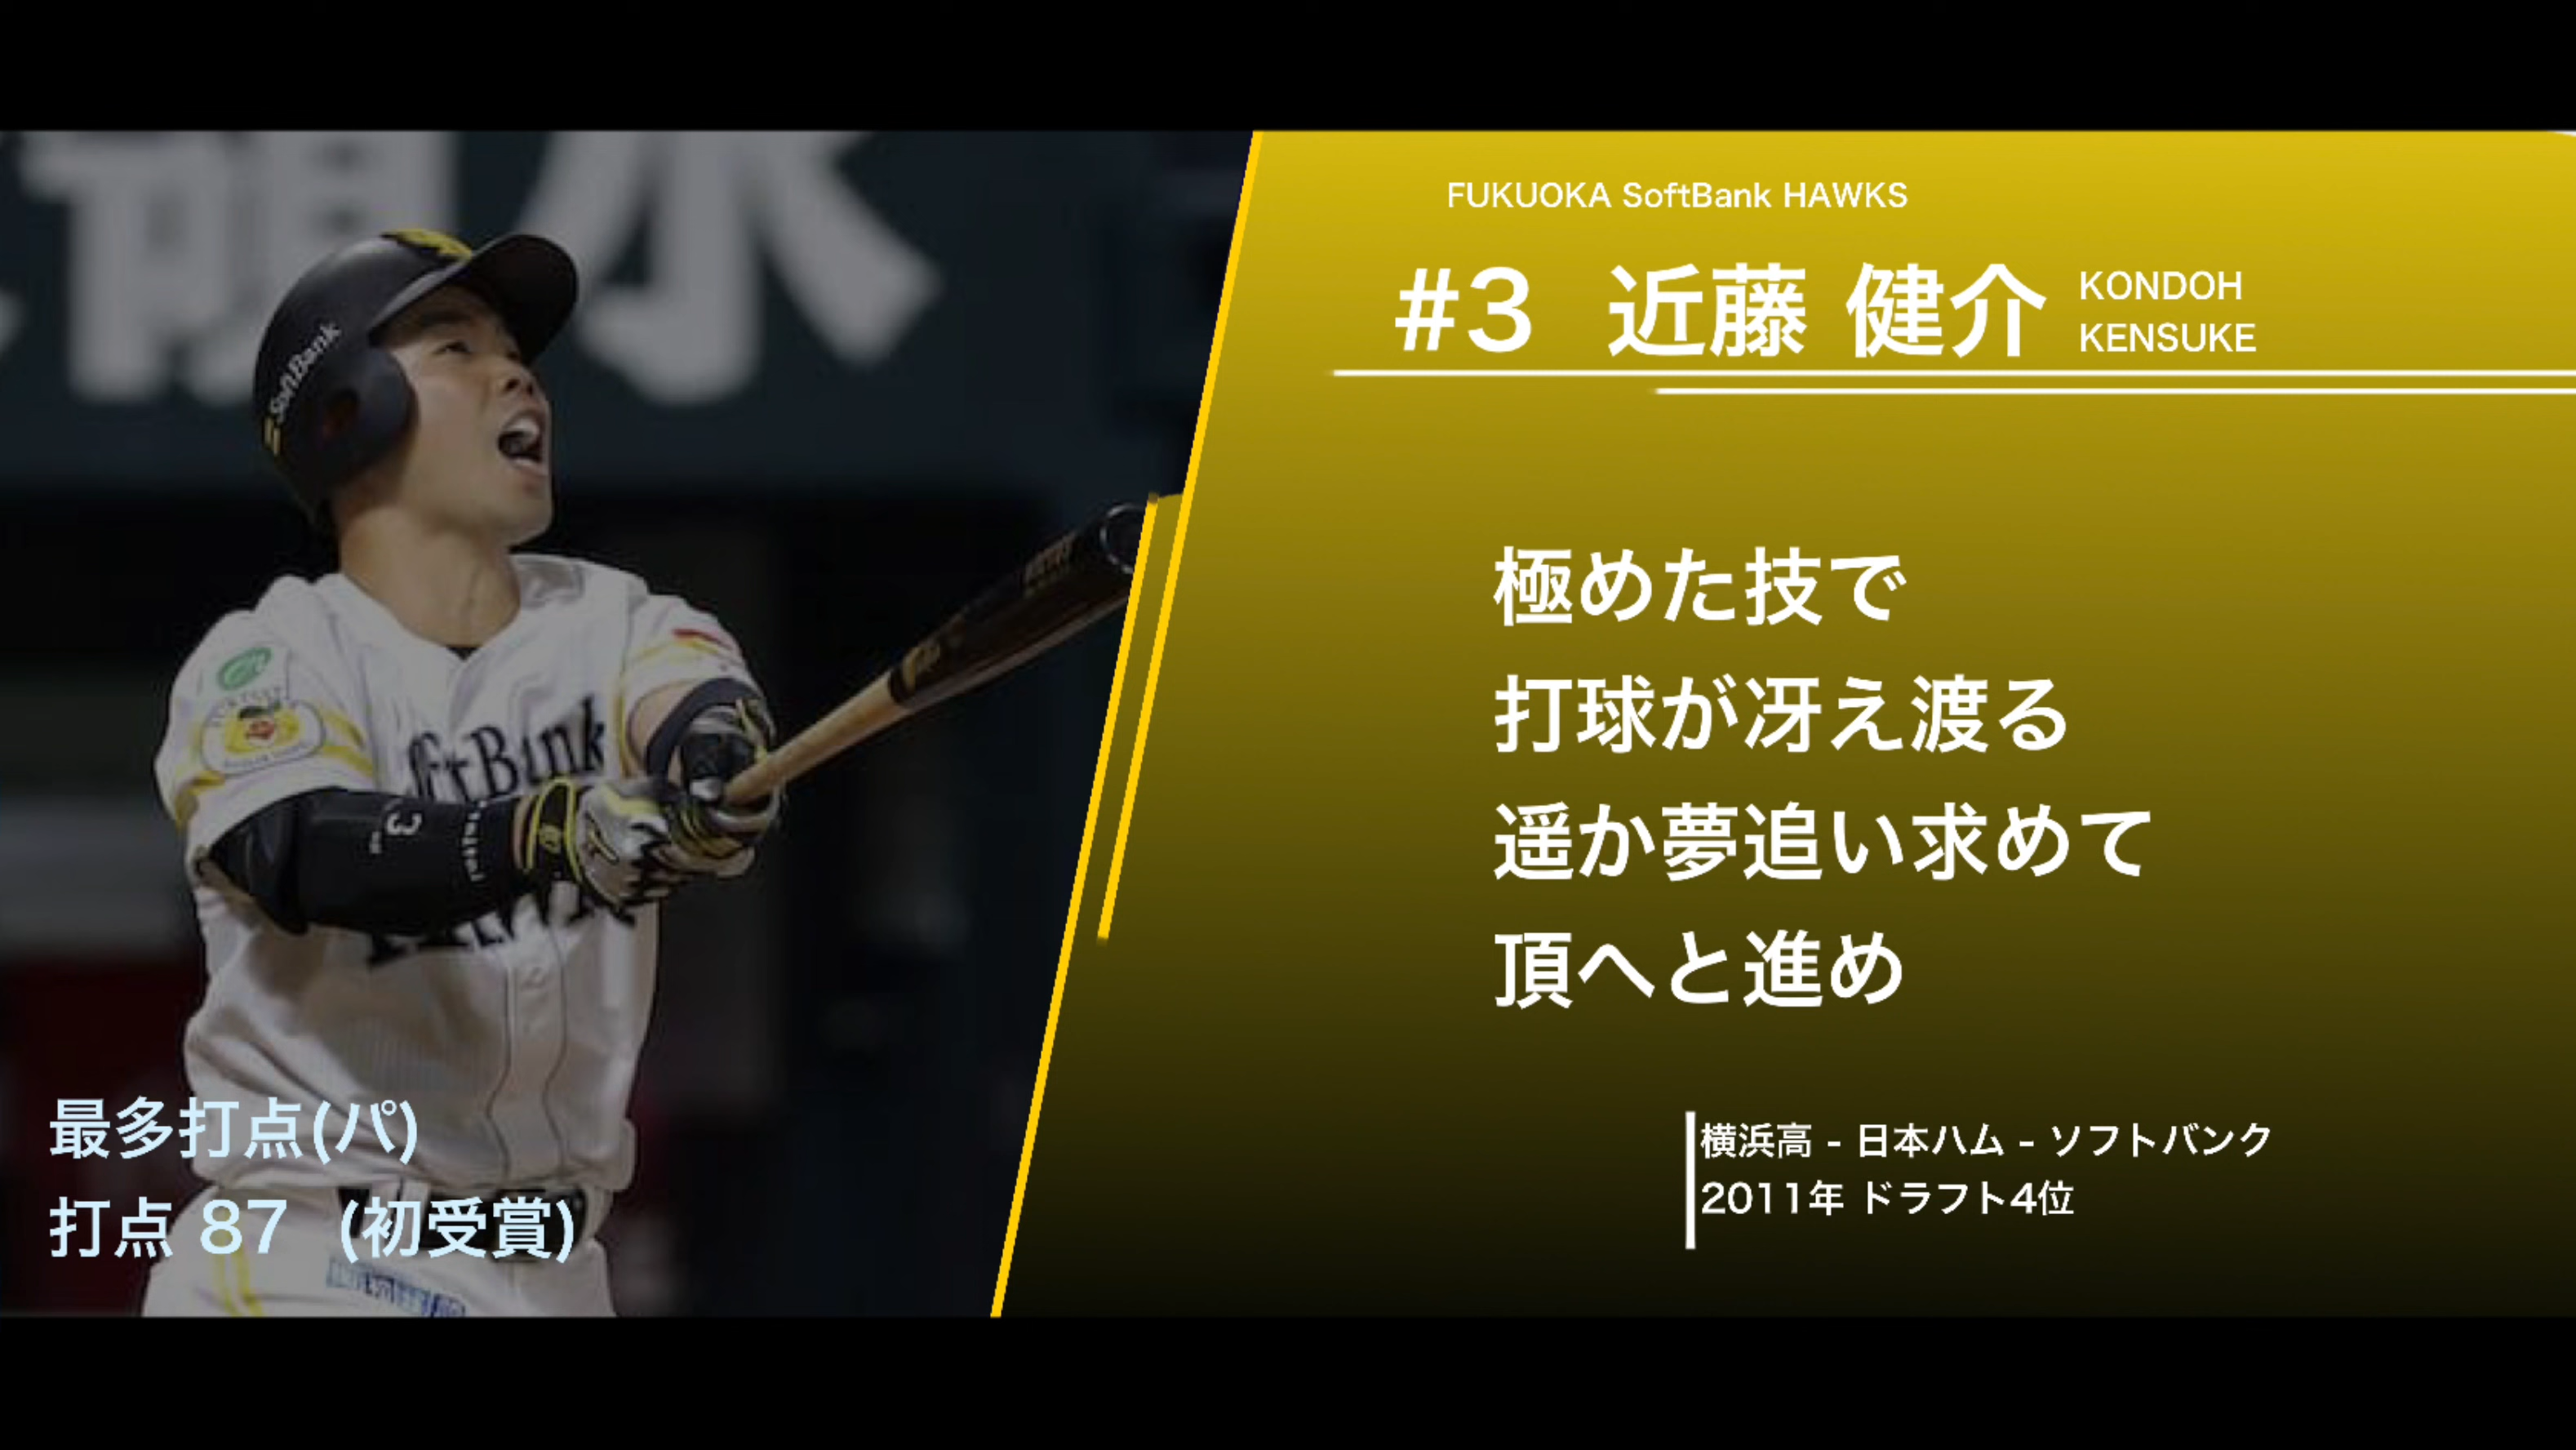 FUKUOKA SoftBank HAWKS
#3 近藤 健介 KONDOH KENSUKE
極めた技で
打球が冴え渡る
遥か夢追い求めて
頂へと進め
横浜高 - 日本ハム - ソフトバンク
2011年 ドラフト4位
最多打点(パ)
打点 87 (初受賞)
SoftBank
SoftBank
3